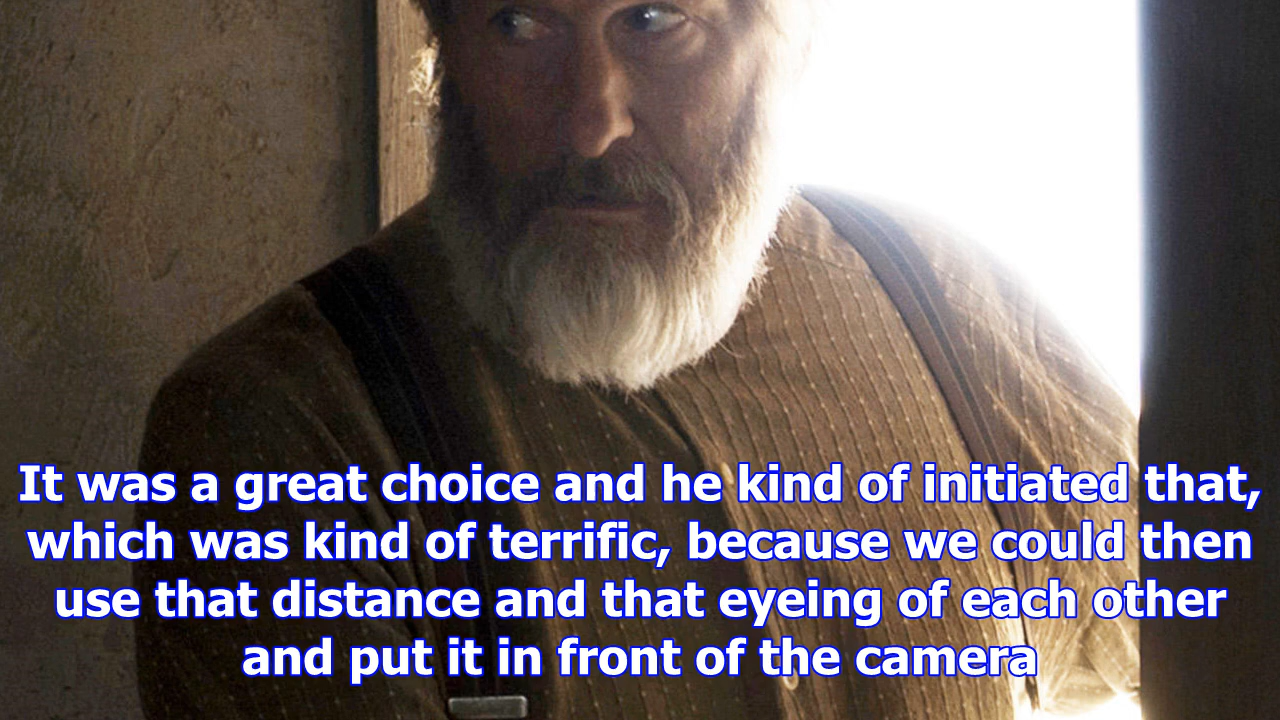 It was a great choice and he kind of initiated that,
which was kind of terrific, because we could then
use that distance and that eyeing of each other
and put it in front of the camera